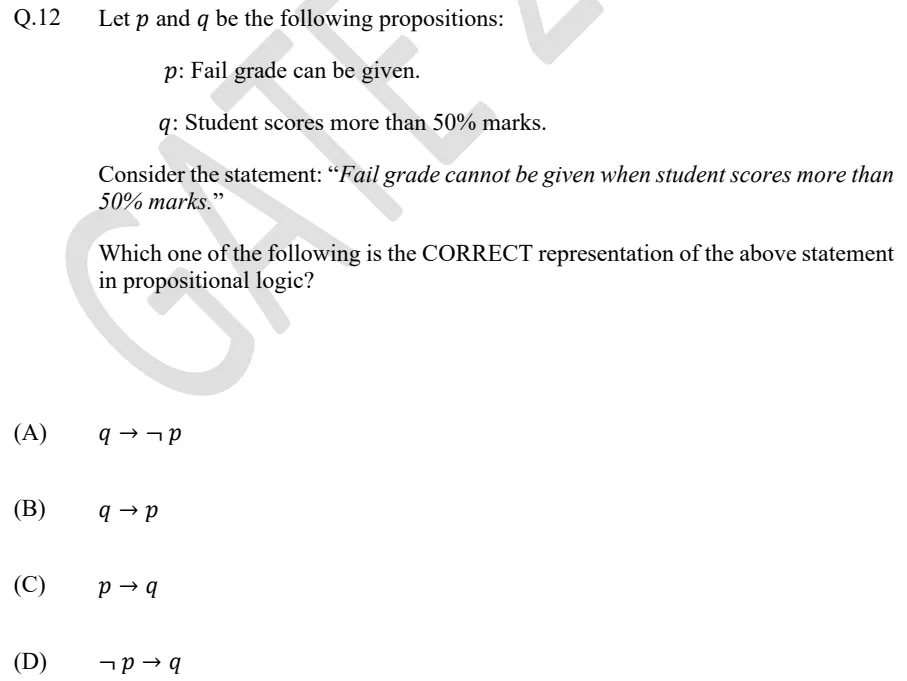 Q.12 Let p and q be the following propositions:
p: Fail grade can be given.
q: Student scores more than 50% marks.
Consider the statement: “Fail grade cannot be given when student scores more than
50% marks.”
Which one of the following is the CORRECT representation of the above statement
in propositional logic?
(A) q → ¬ p
(B) q → p
(C) p → q
(D) ¬ p → q
GATE 2